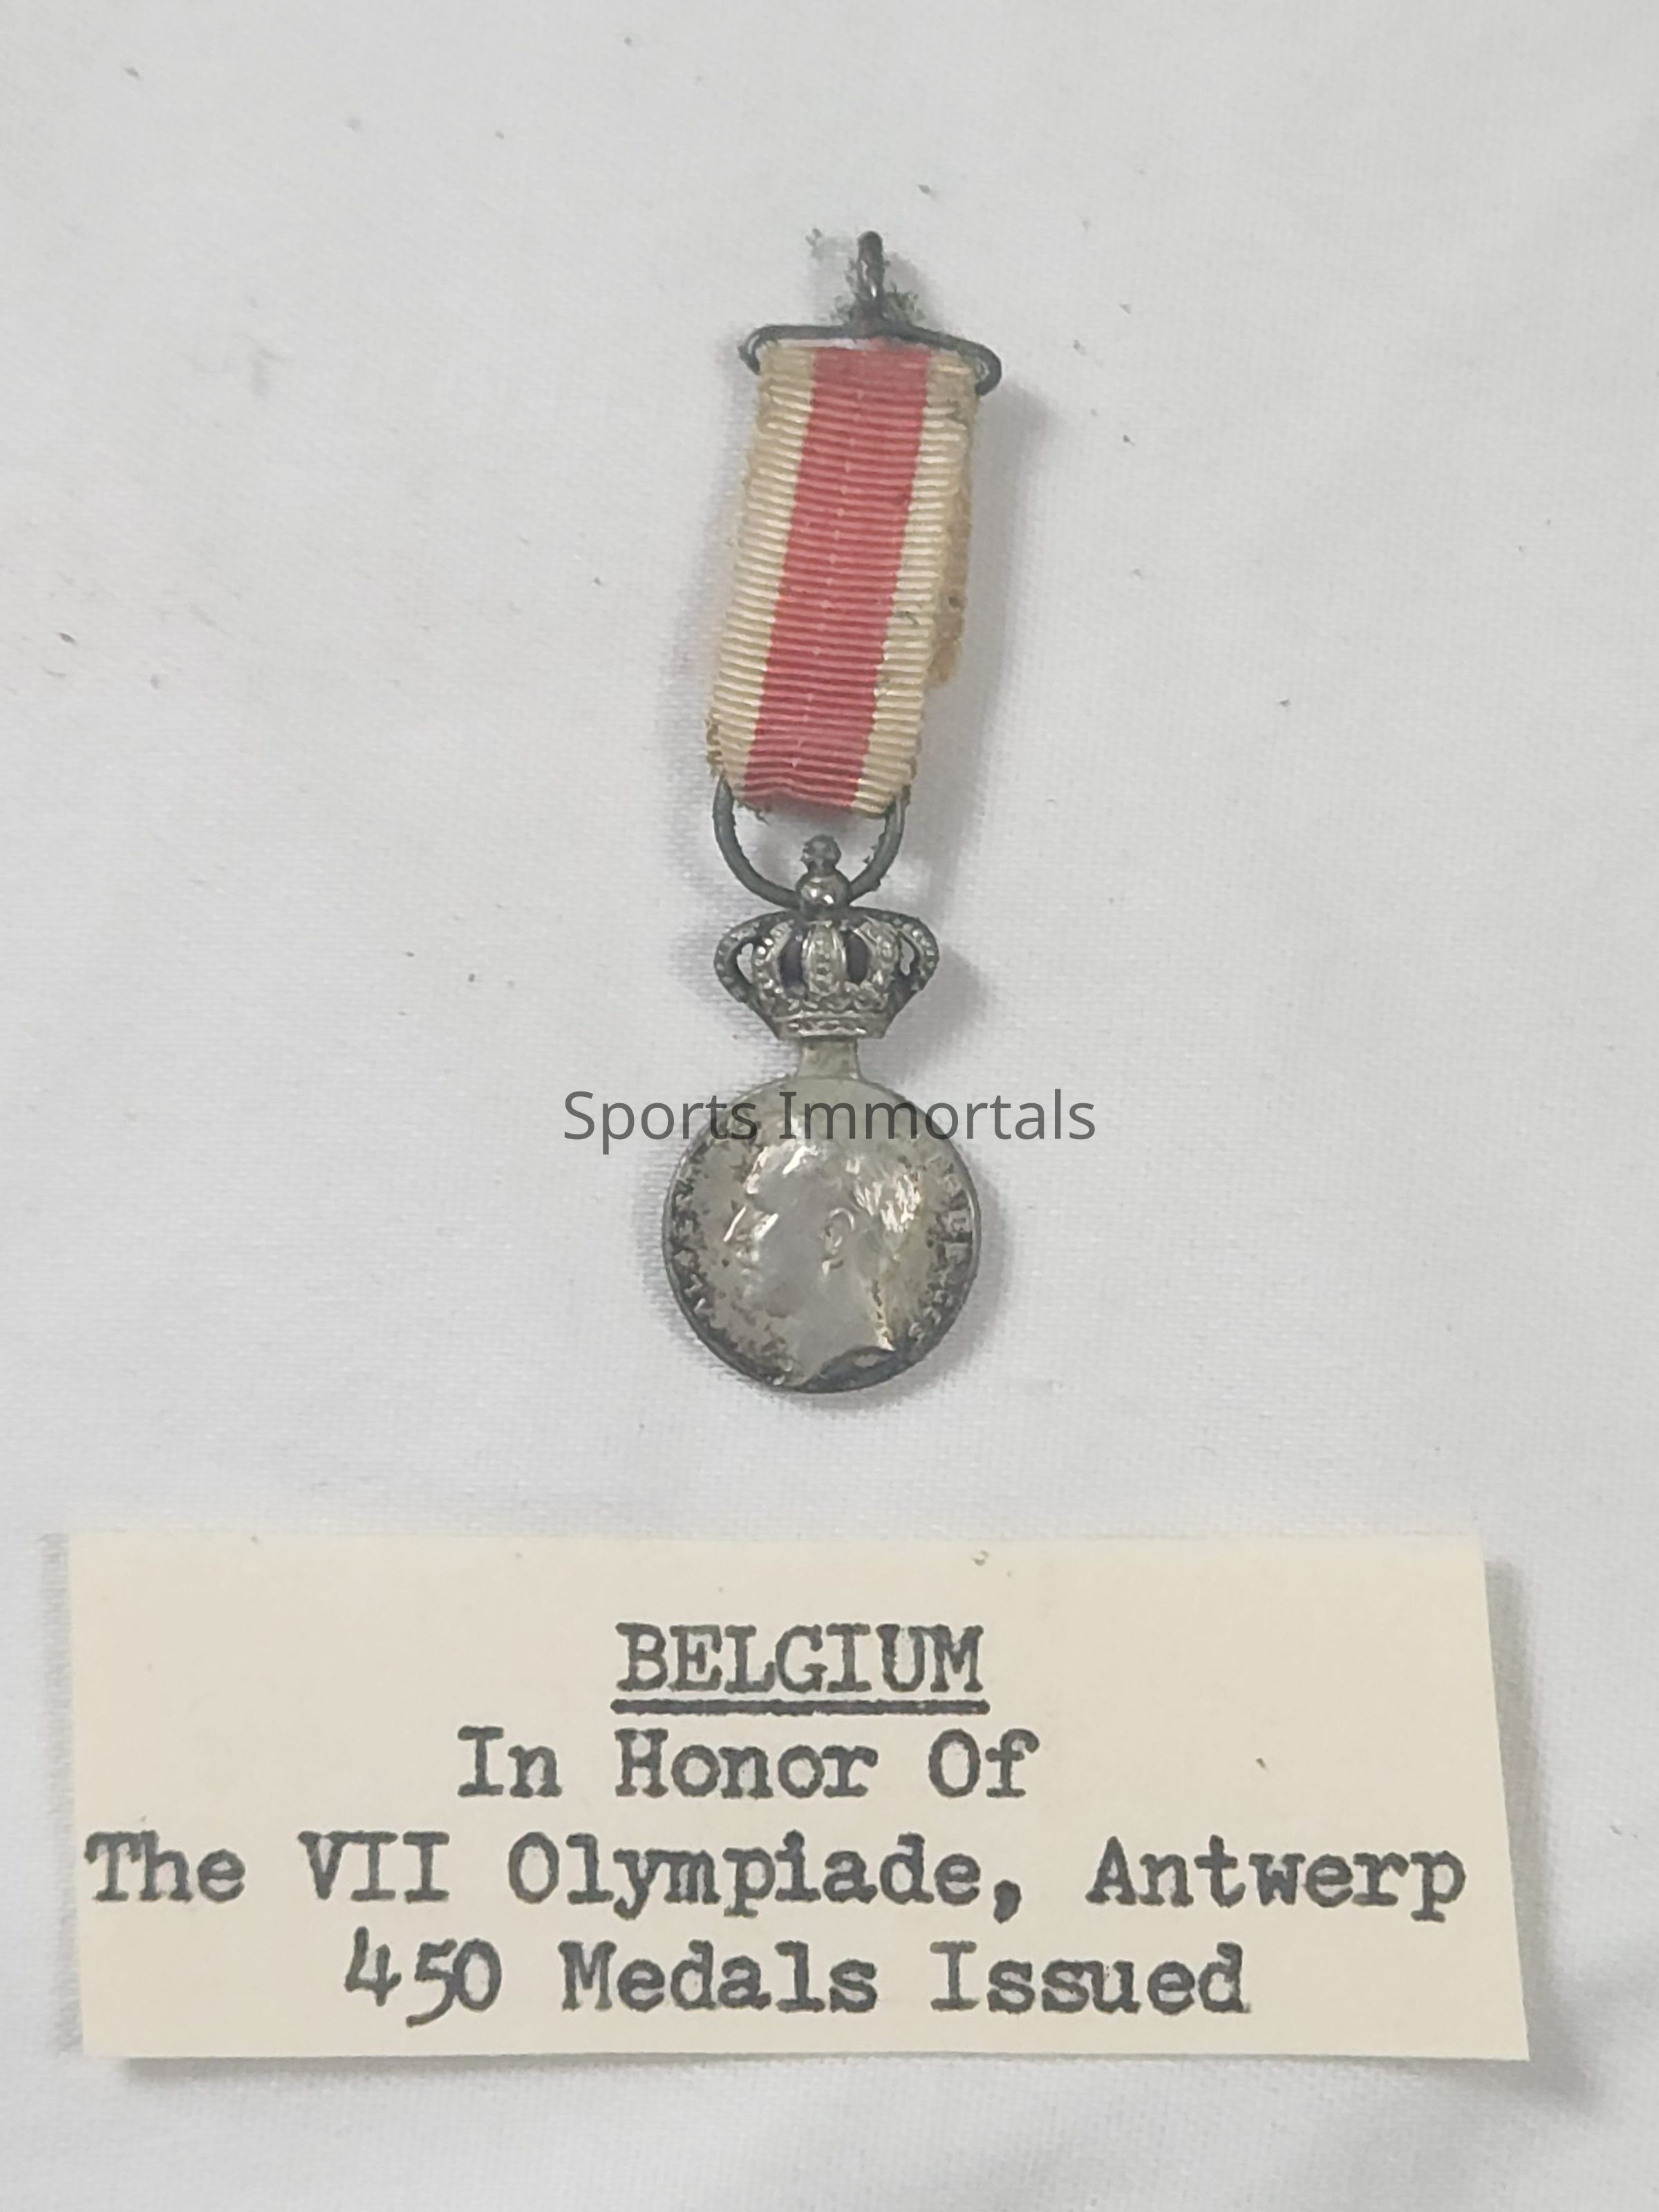 Sports Immortals
BELGIUM
In Honor Of
The VII Olympiade, Antwerp
450 Medals Issued